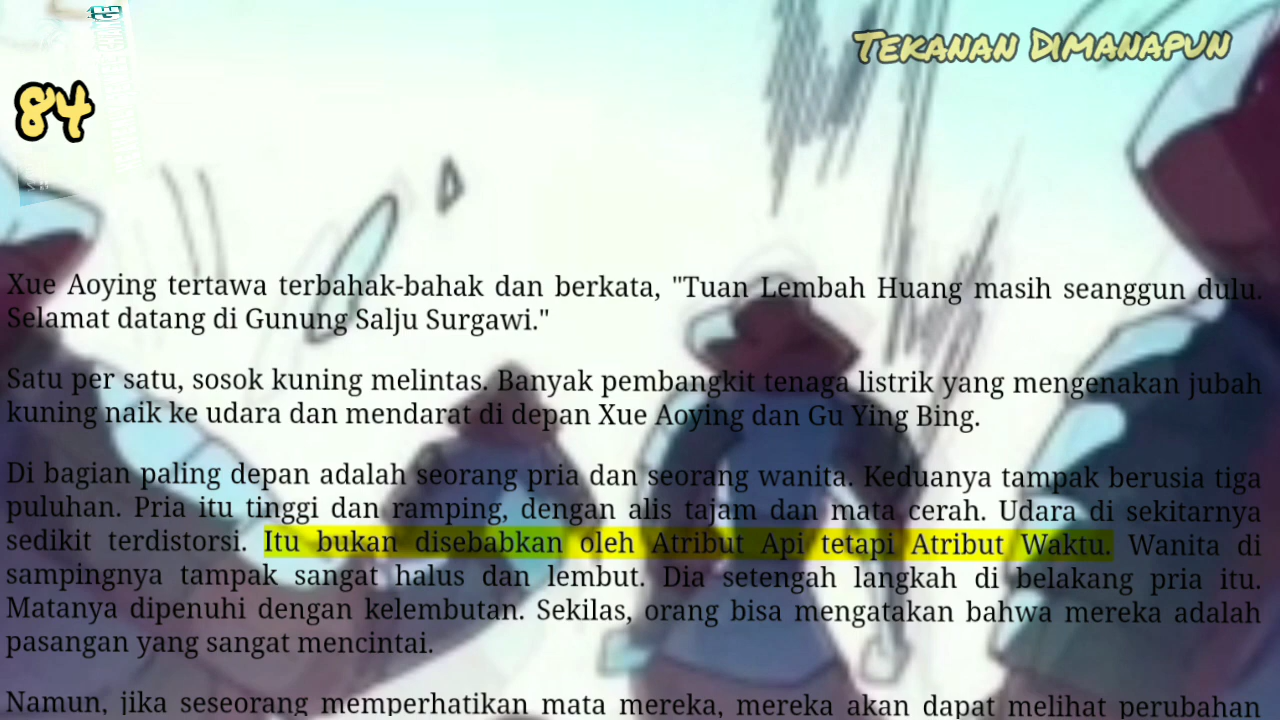 Tekanan Dimanapun
84
Xue Aoying tertawa terbahak-bahak dan berkata, "Tuan Lembah Huang masih seanggun dulu.
Selamat datang di Gunung Salju Surgawi."
Satu per satu, sosok kuning melintas. Banyak pembangkit tenaga listrik yang mengenakan jubah
kuning naik ke udara dan mendarat di depan Xue Aoying dan Gu Ying Bing.
Di bagian paling depan adalah seorang pria dan seorang wanita. Keduanya tampak berusia tiga
puluhan. Pria itu tinggi dan ramping, dengan alis tajam dan mata cerah. Udara di sekitarnya
sedikit terdistorsi. Itu bukan disebabkan oleh Atribut Api tetapi Atribut Waktu. Wanita di
sampingnya tampak sangat halus dan lembut. Dia setengah langkah di belakang pria itu.
Matanya dipenuhi dengan kelembutan. Sekilas, orang bisa mengatakan bahwa mereka adalah
pasangan yang sangat mencintai.
Namun, jika seseorang memperhatikan mata mereka, mereka akan dapat melihat perubahan